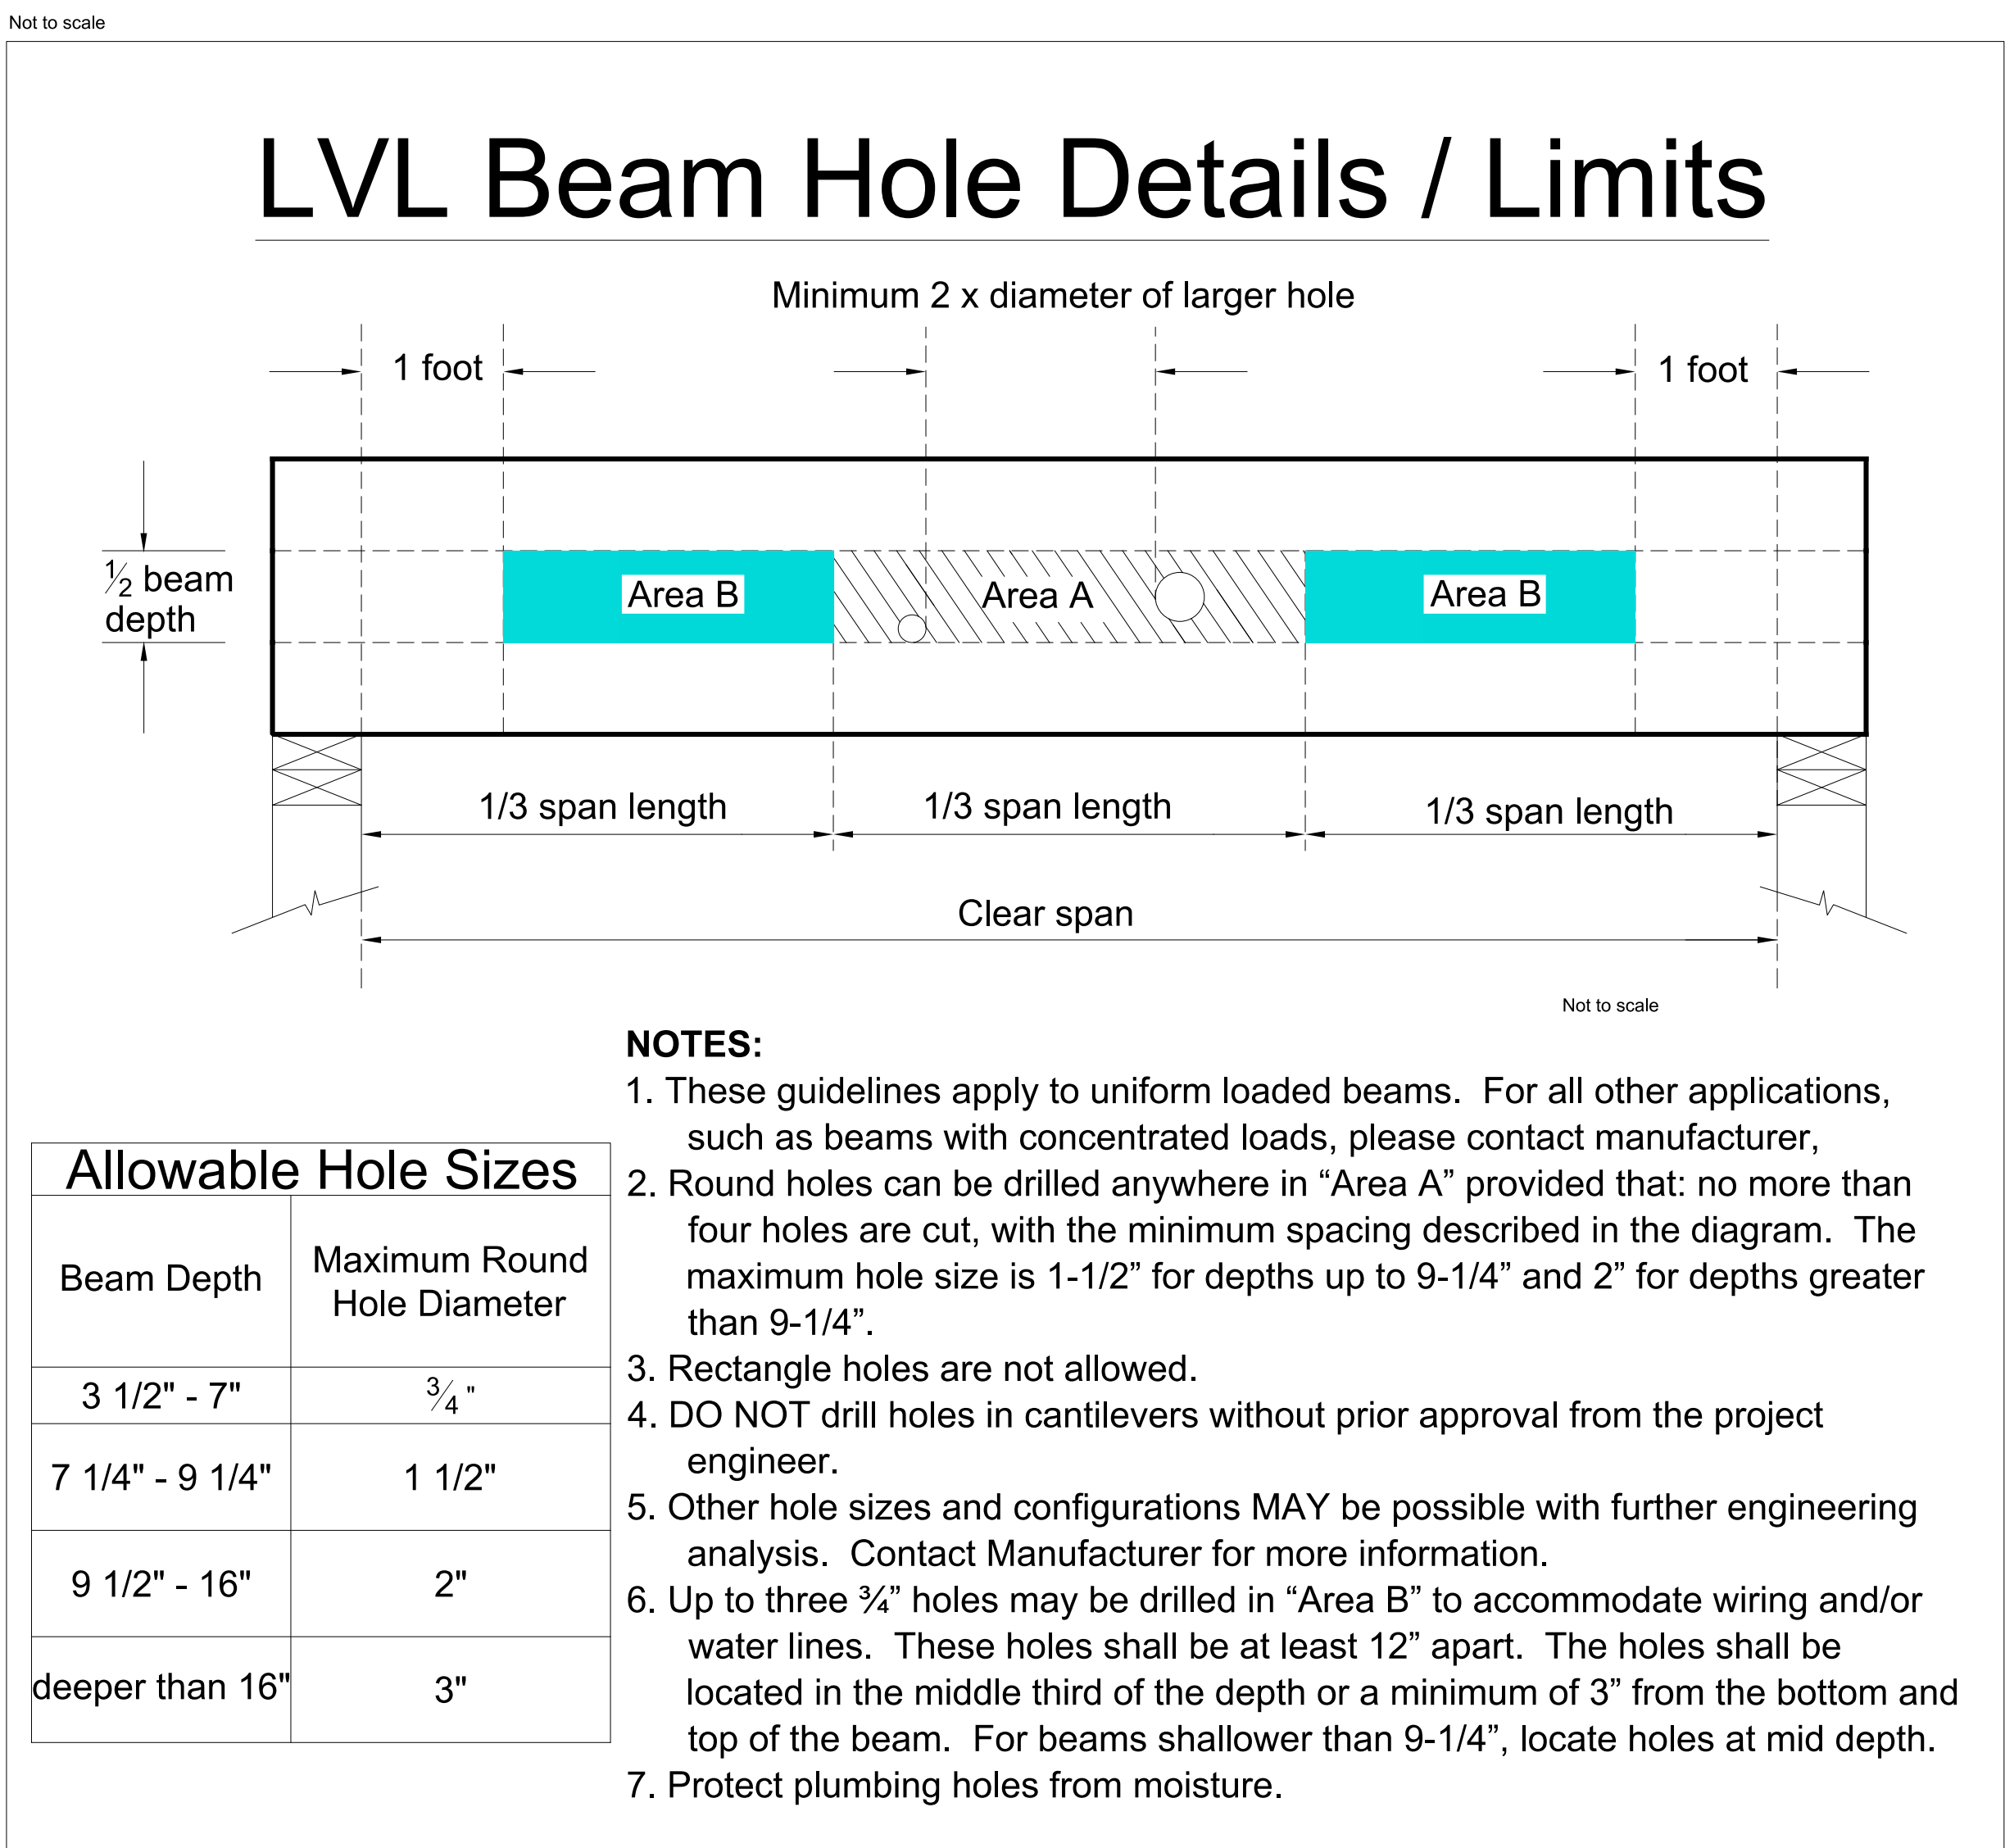 Not to scale
LVL Beam Hole Details / Limits
Minimum 2 x diameter of larger hole
1 foot
1 foot
½ beam
depth
Area B
Area A
Area B
1/3 span length
1/3 span length
1/3 span length
Clear span
Not to scale
Allowable Hole Sizes
Beam Depth
Maximum Round
Hole Diameter
3 1/2" - 7"
¾"
7 1/4" - 9 1/4"
1 1/2"
9 1/2" - 16"
2"
deeper than 16"
3"
NOTES:
1. These guidelines apply to uniform loaded beams.  For all other applications,
such as beams with concentrated loads, please contact manufacturer,
2. Round holes can be drilled anywhere in “Area A” provided that: no more than
four holes are cut, with the minimum spacing described in the diagram.  The
maximum hole size is 1-1/2” for depths up to 9-1/4” and 2” for depths greater
than 9-1/4”.
3. Rectangle holes are not allowed.
4. DO NOT drill holes in cantilevers without prior approval from the project
engineer.
5. Other hole sizes and configurations MAY be possible with further engineering
analysis.  Contact Manufacturer for more information.
6. Up to three ¾” holes may be drilled in “Area B” to accommodate wiring and/or
water lines.  These holes shall be at least 12” apart.  The holes shall be
located in the middle third of the depth or a minimum of 3” from the bottom and
top of the beam.  For beams shallower than 9-1/4”, locate holes at mid depth.
7. Protect plumbing holes from moisture.